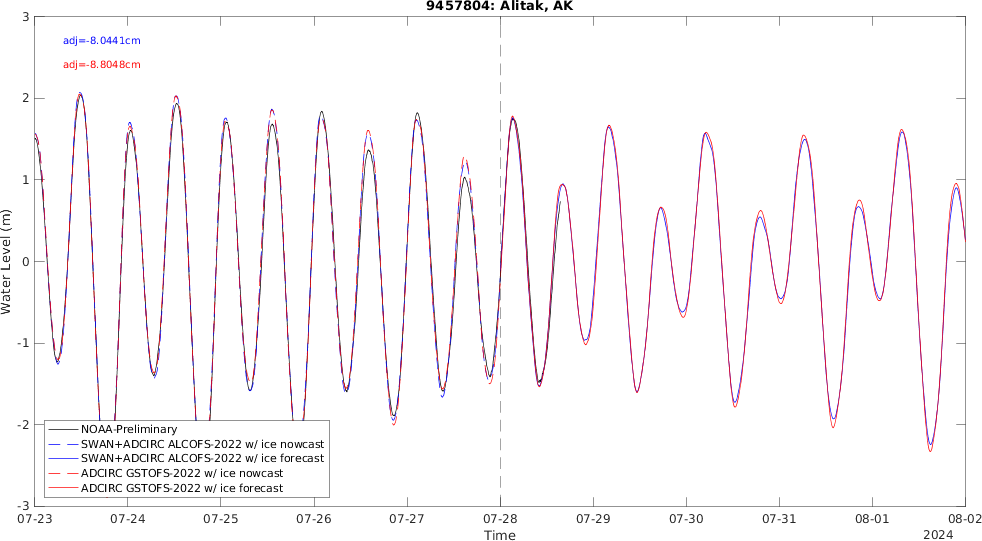 9457804: Alitak, AK
adj=-8.0441cm
adj=-8.8048cm
3
2
1
0
-1
-2
-3
Water Level (m)
NOAA-Preliminary
SWAN+ADCIRC ALCOFS-2022 w/ ice nowcast
SWAN+ADCIRC ALCOFS-2022 w/ ice forecast
ADCIRC GSTOFS-2022 w/ ice nowcast
ADCIRC GSTOFS-2022 w/ ice forecast
07-23 07-24 07-25 07-26 07-27 07-28 07-29 07-30 07-31 08-01 08-02
Time
2024